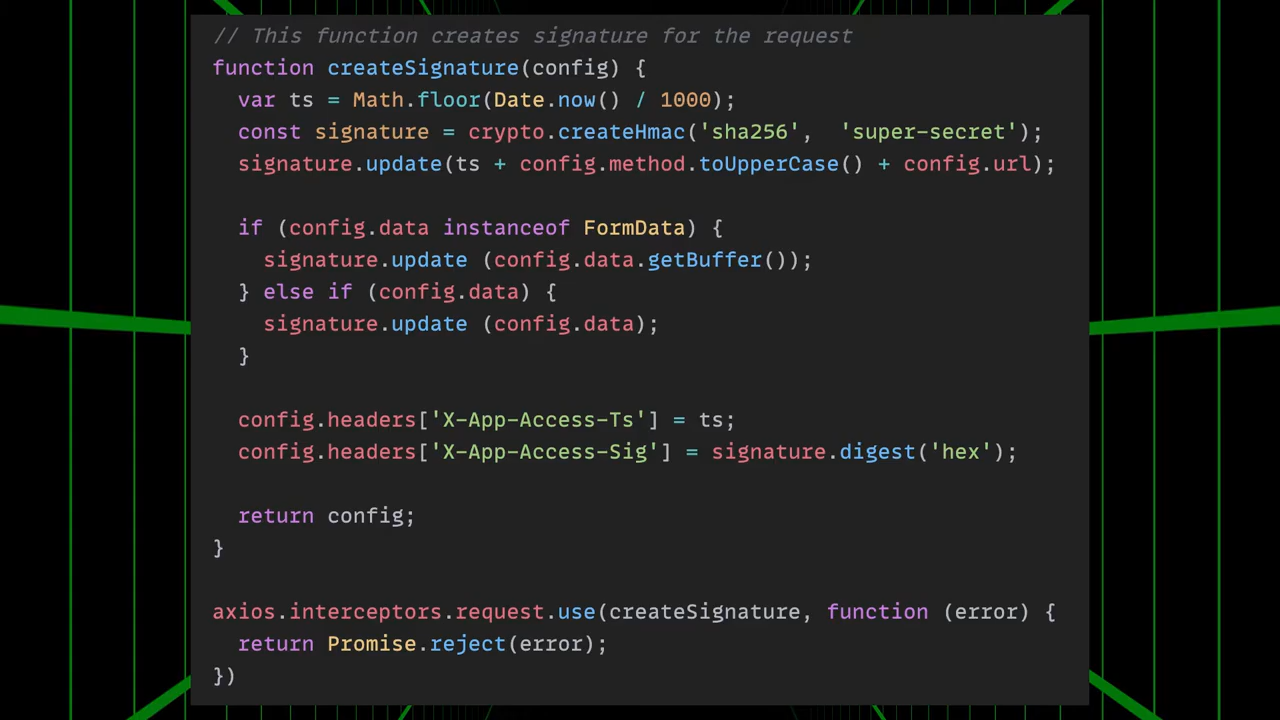 // This function creates signature for the request
function createSignature(config) {
  var ts = Math.floor(Date.now() / 1000);
  const signature = crypto.createHmac('sha256',  'super-secret');
  signature.update(ts + config.method.toUpperCase() + config.url);

  if (config.data instanceof FormData) {
    signature.update (config.data.getBuffer());
  } else if (config.data) {
    signature.update (config.data);
  }

  config.headers['X-App-Access-Ts'] = ts;
  config.headers['X-App-Access-Sig'] = signature.digest('hex');

  return config;
}

axios.interceptors.request.use(createSignature, function (error) {
  return Promise.reject(error);
})